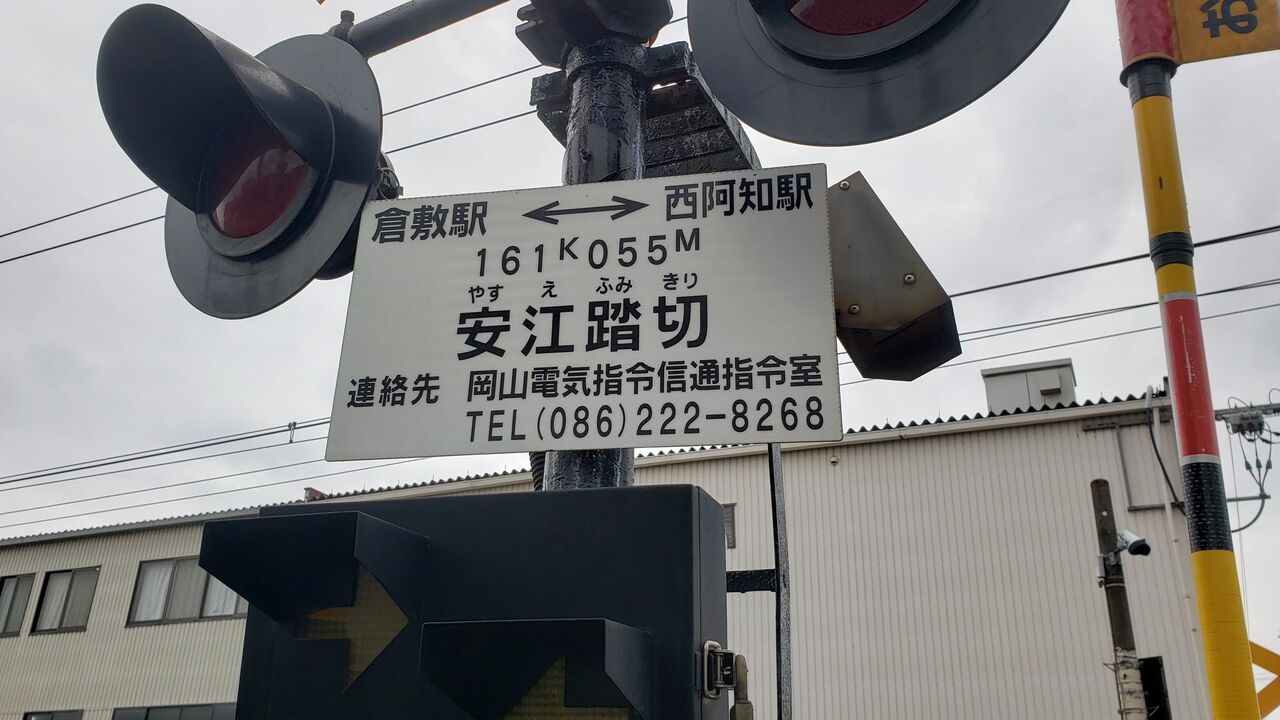 倉敷駅 ←→ 西阿知駅
161K055M
やすえ ふみきり
安江踏切
連絡先 岡山電気指令信通指令室
TEL(086)222-8268